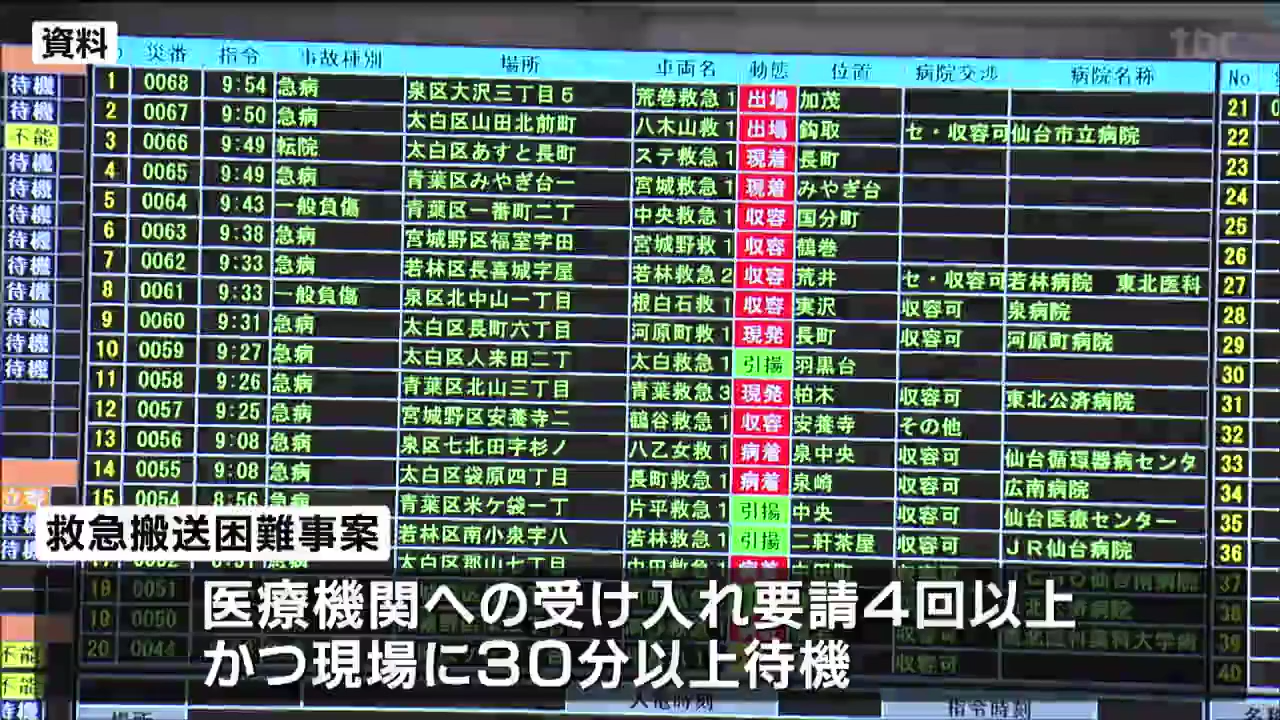 資料
tbc
災番 指令 事故種別 場所 車両名 動態 位置 病院交渉 病院名称 No
待機 1 0068 9:54 急病 泉区大沢三丁目5 荒巻救急1 出場 加茂 21
待機 2 0067 9:50 急病 太白区山田北前町 八木山救1 出場 鈎取 セ・収容可 仙台市立病院 22
不能 3 0066 9:49 転院 太白区あすと長町 ステ救急1 現着 長町 23
待機 4 0065 9:49 急病 青葉区みやぎ台一 宮城救急1 現着 みやぎ台 24
待機 5 0064 9:43 一般負傷 青葉区一番町二丁 中央救急1 収容 国分町 25
待機 6 0063 9:38 急病 宮城野区福室字田 宮城野救1 収容 鶴巻 26
待機 7 0062 9:33 急病 若林区長喜城字屋 若林救急2 収容 荒井 セ・収容可 若林病院 東北医科 27
待機 8 0061 9:33 一般負傷 泉区北中山一丁目 根白石救1 収容 実沢 収容可 泉病院 28
待機 9 0060 9:31 急病 太白区長町六丁目 河原町救1 現発 長町 収容可 河原町病院 29
待機 10 0059 9:27 急病 太白区人来田二丁 太白救急1 引揚 羽黒台 30
待機 11 0058 9:26 急病 青葉区北山三丁目 青葉救急3 現発 柏木 収容可 東北公済病院 31
待機 12 0057 9:25 急病 宮城野区安養寺二 鶴谷救急1 収容 安養寺 その他 32
13 0056 9:08 急病 泉区七北田字杉ノ 八乙女救1 病着 泉中央 収容可 仙台循環器病センタ 33
14 0055 9:08 急病 太白区袋原四丁目 長町救急1 病着 泉崎 収容可 広南病院 34
15 0054 8:56 急病 青葉区米ケ袋一丁 片平救急1 引揚 中央 収容可 仙台医療センター 35
若林区南小泉字八 若林救急1 引揚 二軒茶屋 収容可 JR仙台病院 36
太白区郡山七丁目 37
18 0051 38
0050 39
不能 20 収容可 40
不能
待機
救急搬送困難事案
医療機関への受け入れ要請4回以上
かつ現場に30分以上待機
指令時刻